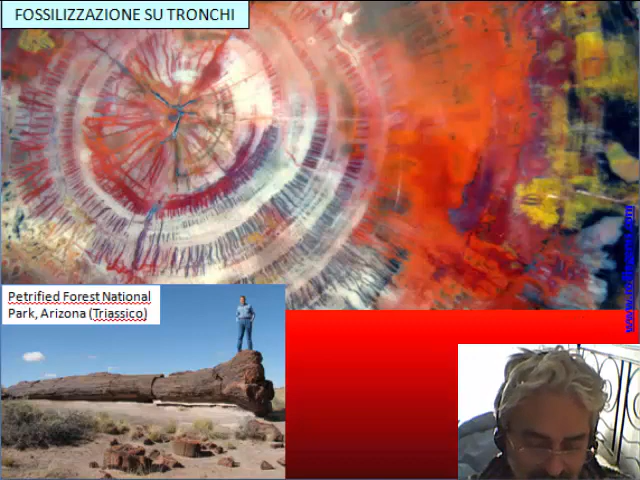 FOSSILIZZAZIONE SU TRONCHI
Petrified Forest National
Park, Arizona (Triassico)